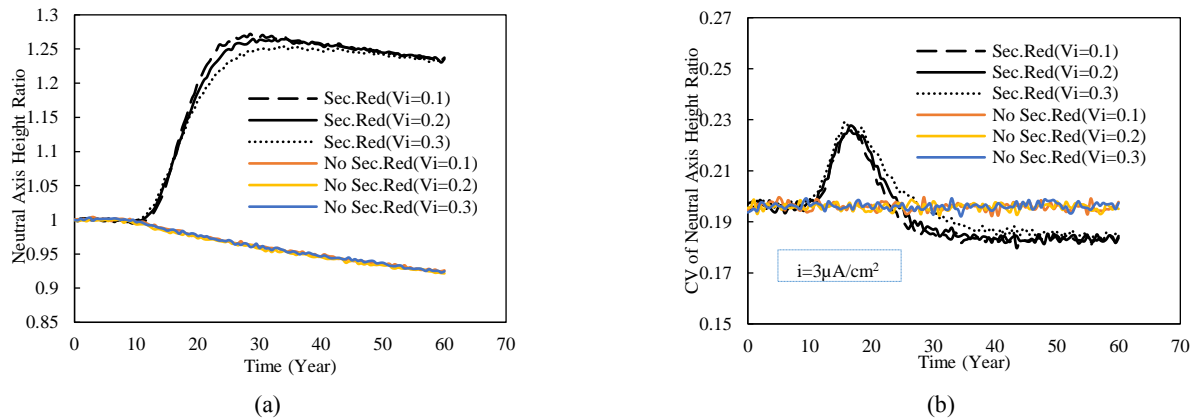 Neutral Axis Height Ratio
1.3
1.25
1.2
1.15
1.1
1.05
1
0.95
0.9
0.85
0
10
20
30
40
50
60
70
Time (Year)
Sec.Red(Vi=0.1)
Sec.Red(Vi=0.2)
Sec.Red(Vi=0.3)
No Sec.Red(Vi=0.1)
No Sec.Red(Vi=0.2)
No Sec.Red(Vi=0.3)
(a)
CV of Neutral Axis Height Ratio
0.27
0.25
0.23
0.21
0.19
0.17
0.15
0
10
20
30
40
50
60
70
Time (Year)
Sec.Red(Vi=0.1)
Sec.Red(Vi=0.2)
Sec.Red(Vi=0.3)
No Sec.Red(Vi=0.1)
No Sec.Red(Vi=0.2)
No Sec.Red(Vi=0.3)
i=3μA/cm²
(b)